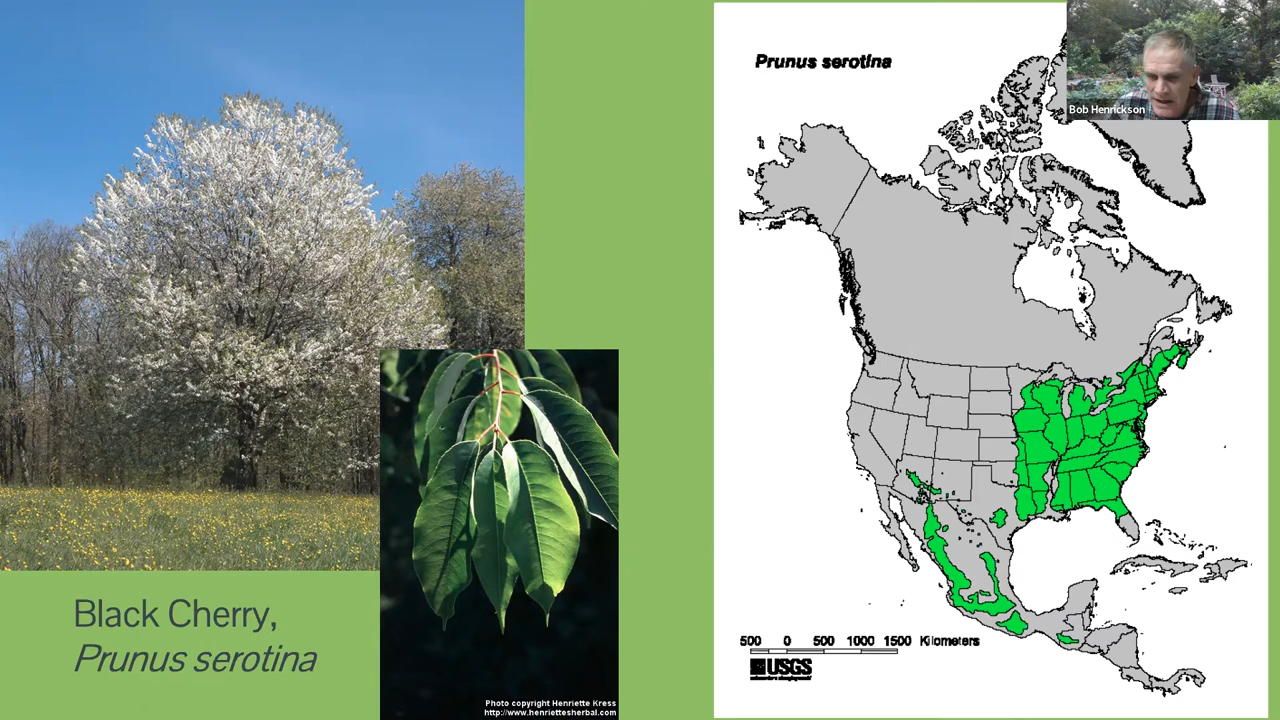 Prunus serotina
Bob Henrickson
Black Cherry,
Prunus serotina
500 0 500 1000 1500 Kilometers
USGS
Photo copyright Henriette Kress
http://www.henriettesherbal.com